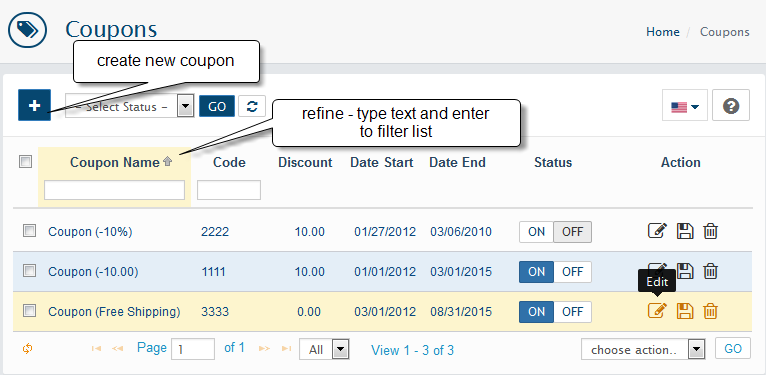 Coupons
Home / Coupons
create new coupon
+
– Select Status –
GO
?
refine - type text and enter
to filter list
Coupon Name Code Discount Date Start Date End Status Action
Coupon (-10%) 2222 10.00 01/27/2012 03/06/2010 ON OFF
Coupon (-10.00) 1111 10.00 01/01/2012 03/01/2015 ON OFF
Edit
Coupon (Free Shipping) 3333 0.00 03/01/2012 08/31/2015 ON OFF
Page 1 of 1 All View 1 - 3 of 3 choose action.. GO